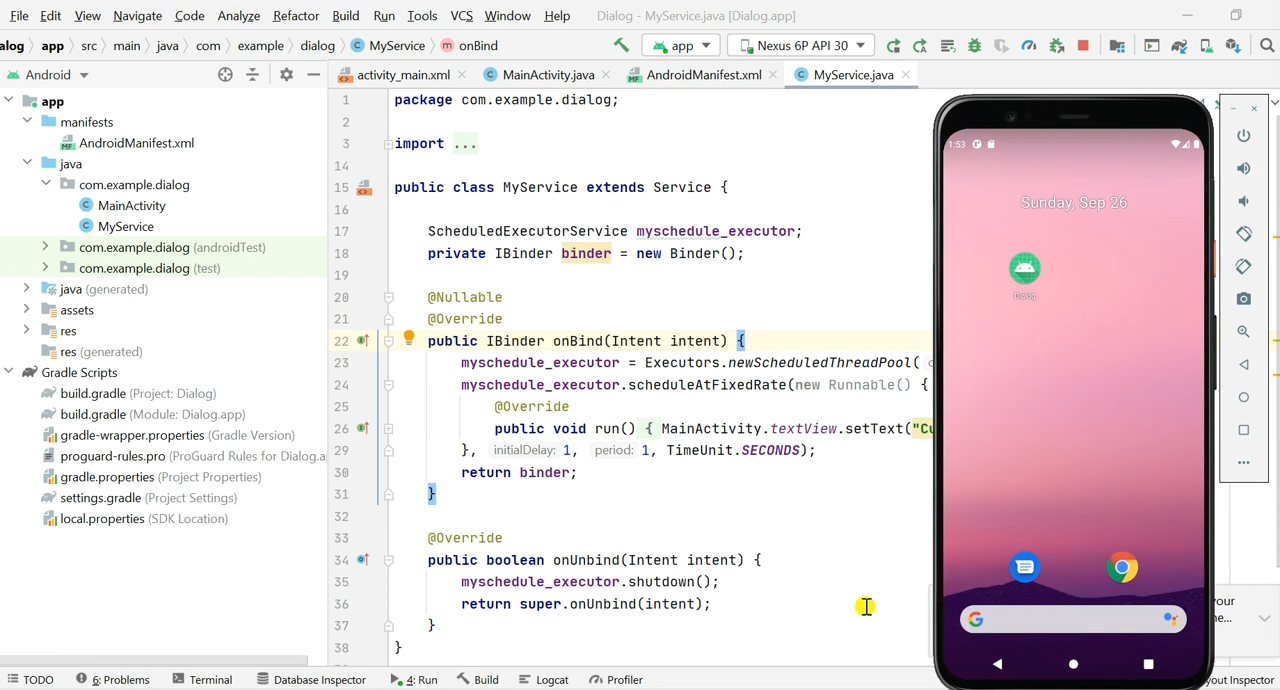 File Edit View Navigate Code Analyze Refactor Build Run Tools VCS Window Help Dialog - MyService.java [Dialog.app]
alog app src main java com example dialog MyService onBind app Nexus 6P API 30
Android activity_main.xml MainActivity.java AndroidManifest.xml MyService.java
app
manifests
AndroidManifest.xml
java
com.example.dialog
MainActivity
MyService
com.example.dialog (androidTest)
com.example.dialog (test)
java (generated)
assets
res
res (generated)
Gradle Scripts
build.gradle (Project: Dialog)
build.gradle (Module: Dialog.app)
gradle-wrapper.properties (Gradle Version)
proguard-rules.pro (ProGuard Rules for Dialog.a
gradle.properties (Project Properties)
settings.gradle (Project Settings)
local.properties (SDK Location)
1 package com.example.dialog;
2
3 import ...
14
15 public class MyService extends Service {
16
17 ScheduledExecutorService myschedule_executor;
18 private IBinder binder = new Binder();
19
20 @Nullable
21 @Override
22 public IBinder onBind(Intent intent) {
23 myschedule_executor = Executors.newScheduledThreadPool(
24 myschedule_executor.scheduleAtFixedRate(new Runnable() {
25 @Override
26 public void run() { MainActivity.textView.setText("Cu
29 }, initialDelay: 1, period: 1, TimeUnit.SECONDS);
30 return binder;
31 }
32
33 @Override
34 public boolean onUnbind(Intent intent) {
35 myschedule_executor.shutdown();
36 return super.onUnbind(intent);
37 }
38 }
1:53
Sunday, Sep 26
Dialog
your
e...
TODO 6: Problems Terminal Database Inspector 4: Run Build Logcat Profiler yout Inspector